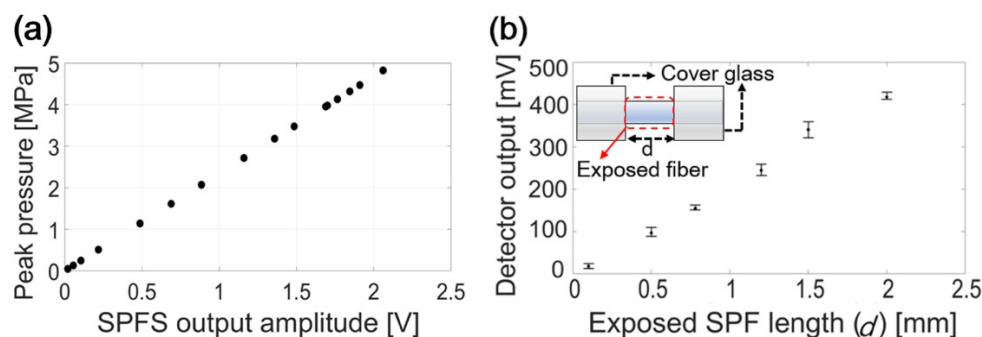 (a)
Peak pressure [MPa]
5
4
3
2
1
0
0
0.5
1
1.5
2
2.5
SPFS output amplitude [V]
(b)
Detector output [mV]
500
400
300
200
100
0
Cover glass
d
Exposed fiber
0
0.5
1.0
1.5
2.0
2.5
Exposed SPF length (d) [mm]